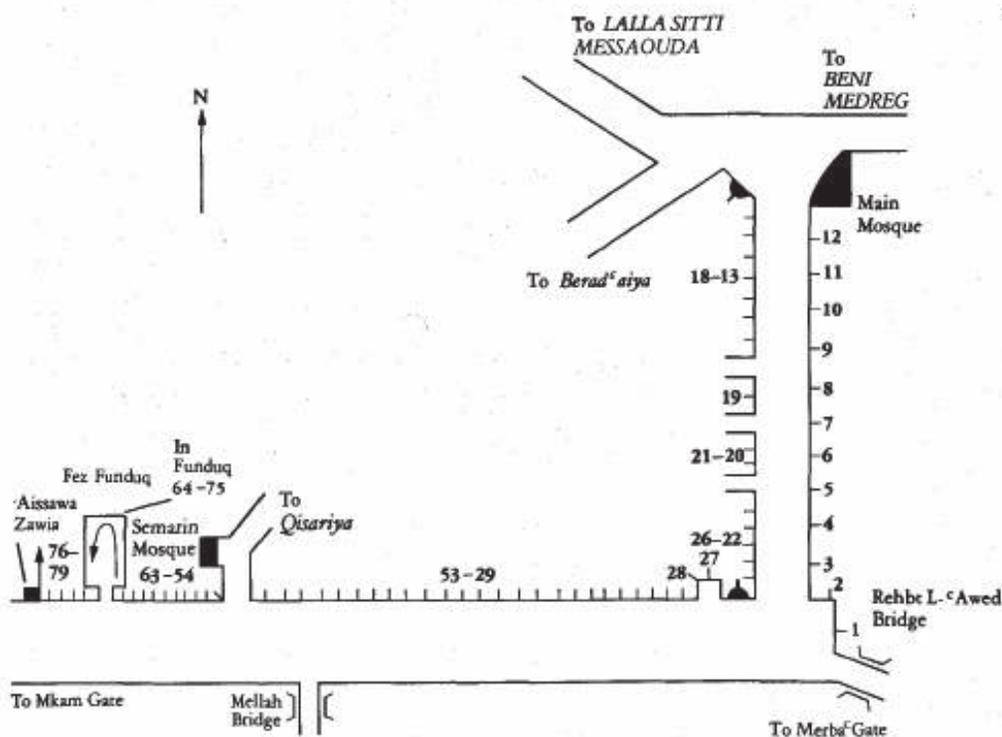 To LALLA SITTI
MESSAOUDA
To
BENI
MEDREG
N
Main
Mosque
To Beradᶜaiya
12
18–13
11
10
9
8
19
7
21–20
6
5
4
26–22
27
3
28
2
In
Funduq
64–75
Fez Funduq
Aissawa
Zawia
To
Qisariya
Semarin
Mosque
76–
79
63–54
53–29
Rehbt L-ᶜAwed
Bridge
1
To Mkam Gate
Mellah
Bridge
To MerbaᶜGate